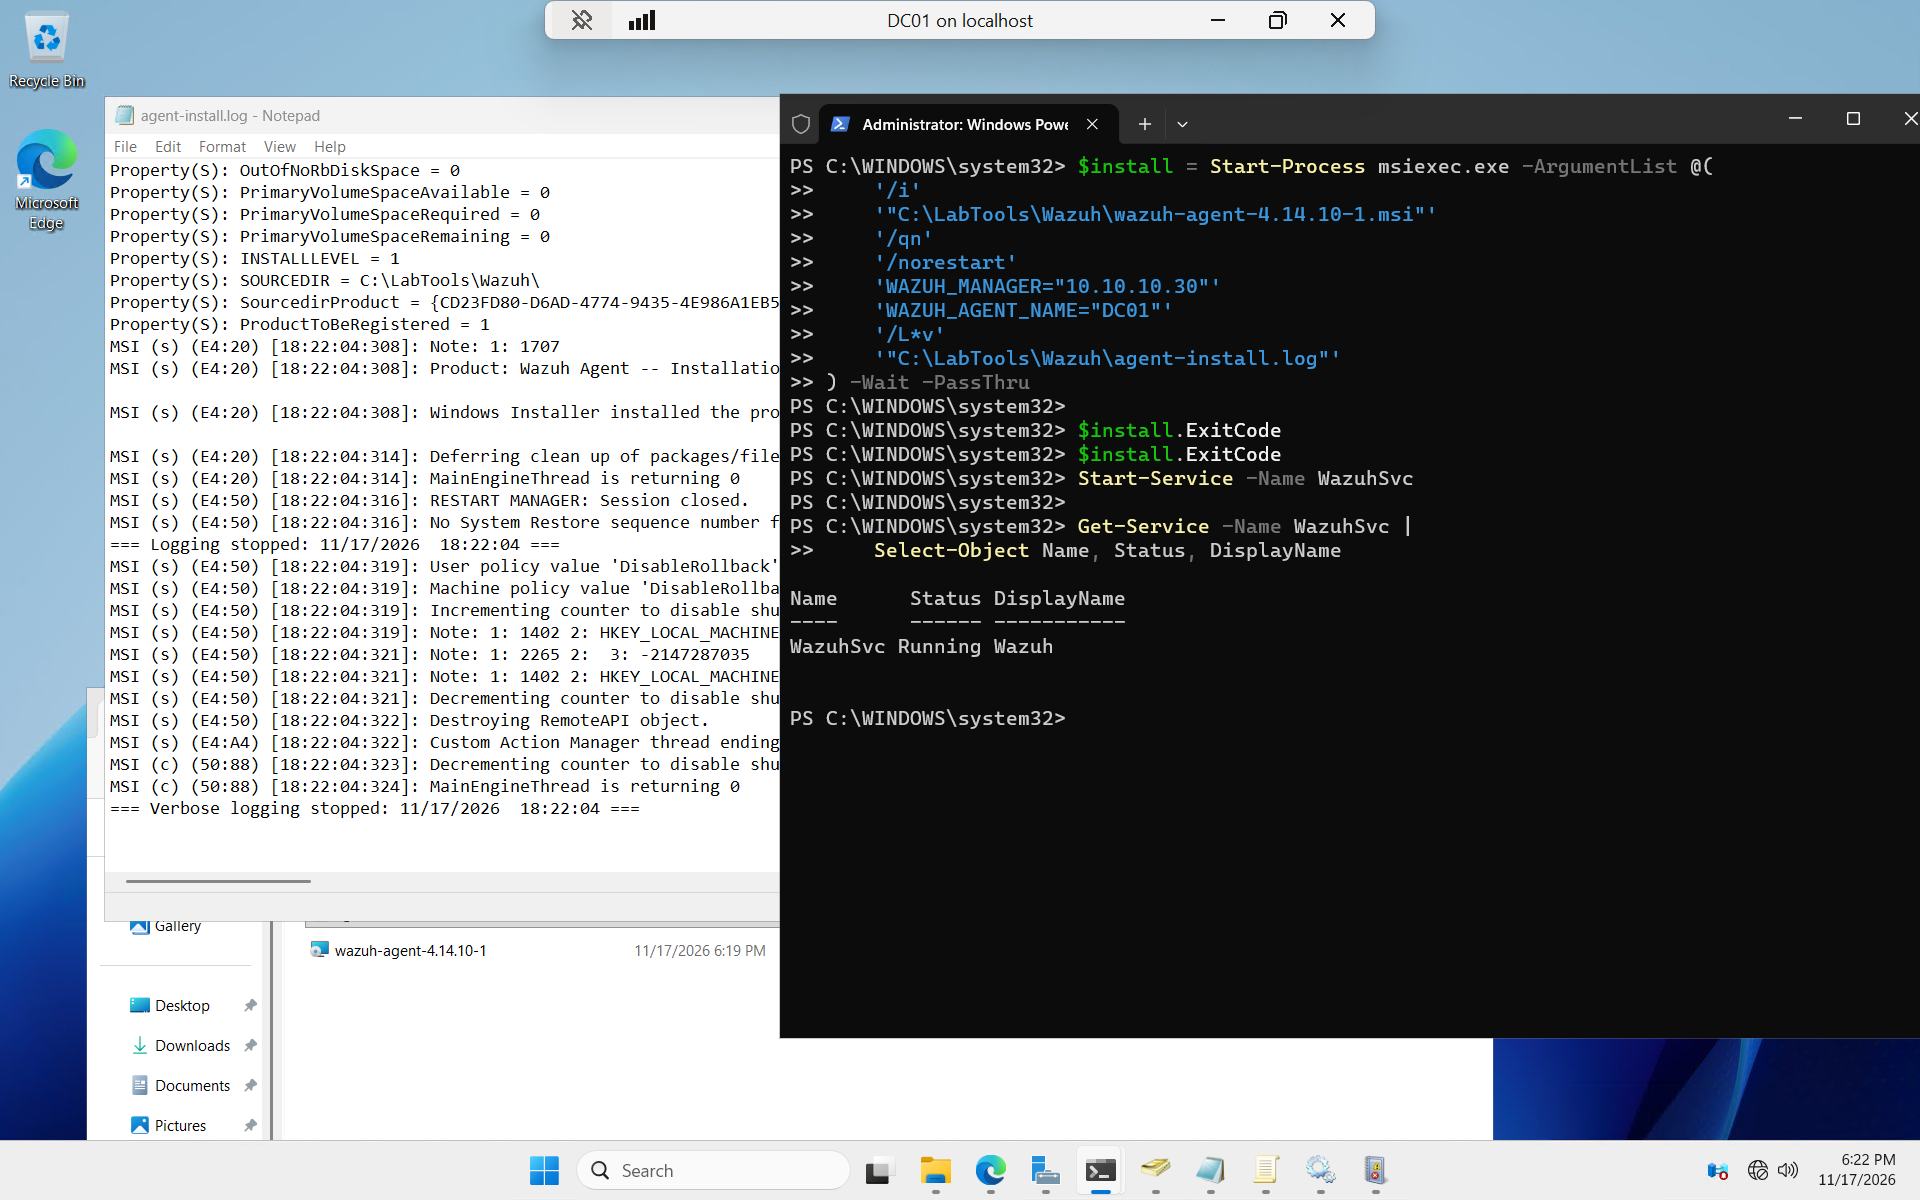 DC01 on localhost
Recycle Bin
Microsoft
Edge
agent-install.log - Notepad
File Edit Format View Help
Property(S): OutOfNoRbDiskSpace = 0
Property(S): PrimaryVolumeSpaceAvailable = 0
Property(S): PrimaryVolumeSpaceRequired = 0
Property(S): PrimaryVolumeSpaceRemaining = 0
Property(S): INSTALLLEVEL = 1
Property(S): SOURCEDIR = C:\LabTools\Wazuh\
Property(S): SourcedirProduct = {CD23FD80-D6AD-4774-9435-4E986A1EB5
Property(S): ProductToBeRegistered = 1
MSI (s) (E4:20) [18:22:04:308]: Note: 1: 1707
MSI (s) (E4:20) [18:22:04:308]: Product: Wazuh Agent -- Installatio
MSI (s) (E4:20) [18:22:04:308]: Windows Installer installed the pro
MSI (s) (E4:20) [18:22:04:314]: Deferring clean up of packages/file
MSI (s) (E4:20) [18:22:04:314]: MainEngineThread is returning 0
MSI (s) (E4:50) [18:22:04:316]: RESTART MANAGER: Session closed.
MSI (s) (E4:50) [18:22:04:316]: No System Restore sequence number f
=== Logging stopped: 11/17/2026  18:22:04 ===
MSI (s) (E4:50) [18:22:04:319]: User policy value 'DisableRollback'
MSI (s) (E4:50) [18:22:04:319]: Machine policy value 'DisableRollba
MSI (s) (E4:50) [18:22:04:319]: Incrementing counter to disable shu
MSI (s) (E4:50) [18:22:04:319]: Note: 1: 1402 2: HKEY_LOCAL_MACHINE
MSI (s) (E4:50) [18:22:04:321]: Note: 1: 2265 2:  3: -2147287035
MSI (s) (E4:50) [18:22:04:321]: Note: 1: 1402 2: HKEY_LOCAL_MACHINE
MSI (s) (E4:50) [18:22:04:321]: Decrementing counter to disable shu
MSI (s) (E4:50) [18:22:04:322]: Destroying RemoteAPI object.
MSI (s) (E4:A4) [18:22:04:322]: Custom Action Manager thread ending
MSI (c) (50:88) [18:22:04:323]: Decrementing counter to disable shu
MSI (c) (50:88) [18:22:04:324]: MainEngineThread is returning 0
=== Verbose logging stopped: 11/17/2026  18:22:04 ===
Gallery
wazuh-agent-4.14.10-1 11/17/2026 6:19 PM
Desktop
Downloads
Documents
Pictures
Administrator: Windows Powe
PS C:\WINDOWS\system32> $install = Start-Process msiexec.exe -ArgumentList @(
>>     '/i'
>>     '"C:\LabTools\Wazuh\wazuh-agent-4.14.10-1.msi"'
>>     '/qn'
>>     '/norestart'
>>     'WAZUH_MANAGER="10.10.10.30"'
>>     'WAZUH_AGENT_NAME="DC01"'
>>     '/L*v'
>>     '"C:\LabTools\Wazuh\agent-install.log"'
>> ) -Wait -PassThru
PS C:\WINDOWS\system32>
PS C:\WINDOWS\system32> $install.ExitCode
PS C:\WINDOWS\system32> $install.ExitCode
PS C:\WINDOWS\system32> Start-Service -Name WazuhSvc
PS C:\WINDOWS\system32>
PS C:\WINDOWS\system32> Get-Service -Name WazuhSvc |
>>     Select-Object Name, Status, DisplayName
Name      Status DisplayName
----      ------ -----------
WazuhSvc Running Wazuh
PS C:\WINDOWS\system32>
Search
6:22 PM
11/17/2026